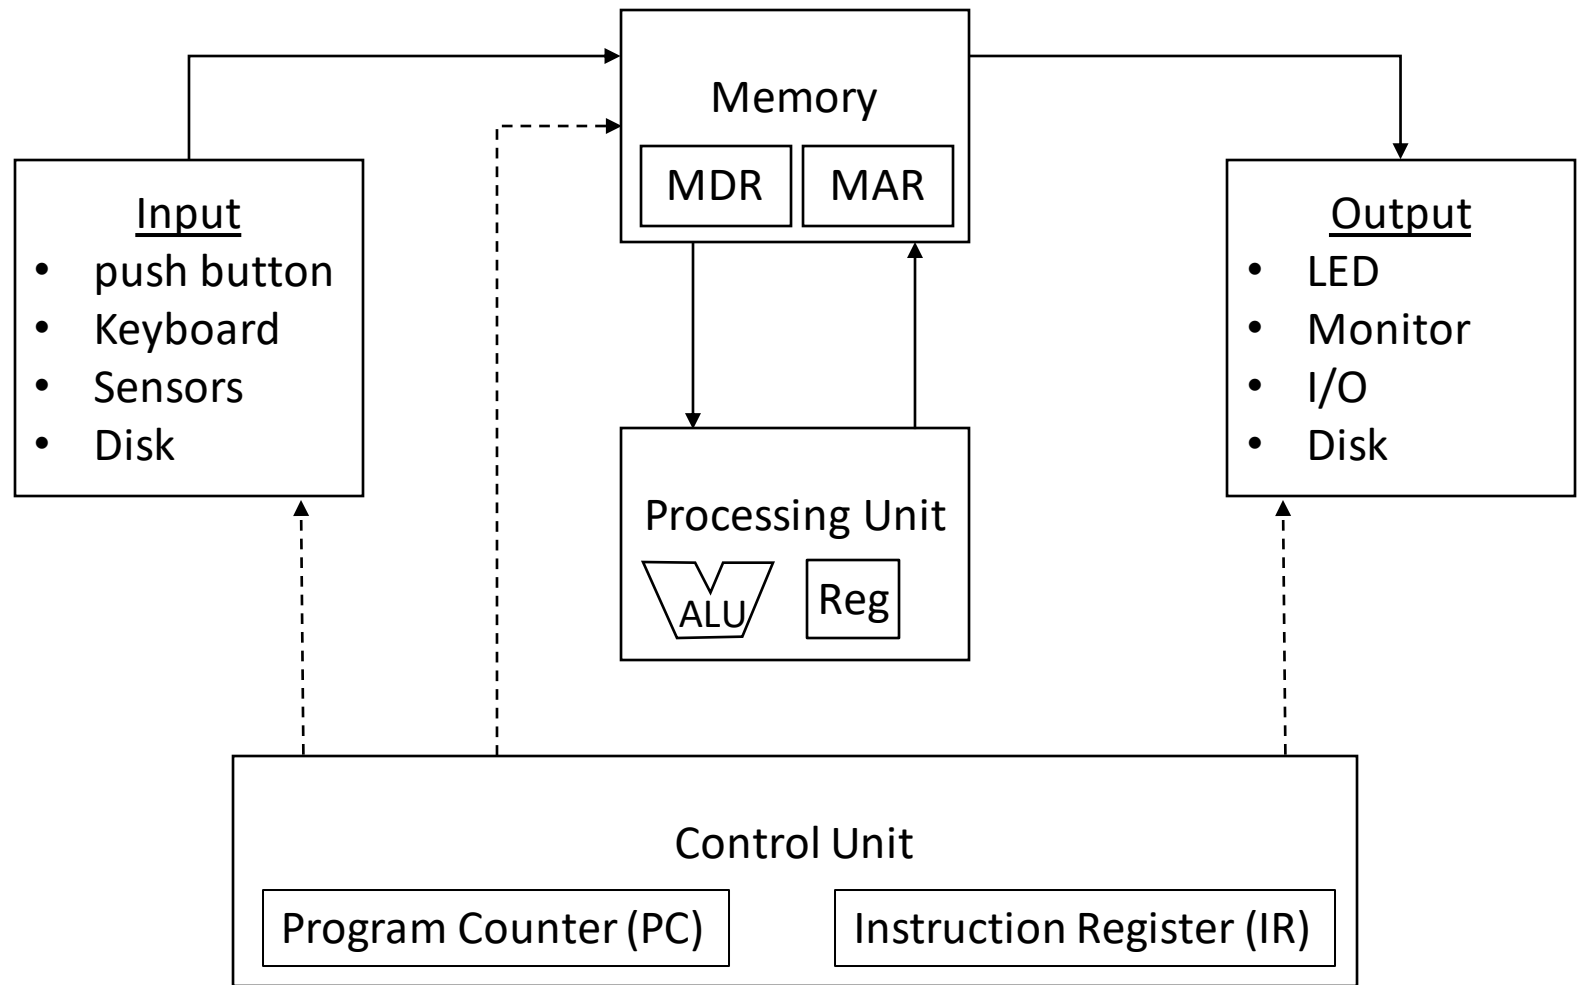 Memory
MDR
MAR
Input
• push button
• Keyboard
• Sensors
• Disk
Output
• LED
• Monitor
• I/O
• Disk
Processing Unit
ALU
Reg
Control Unit
Program Counter (PC)
Instruction Register (IR)